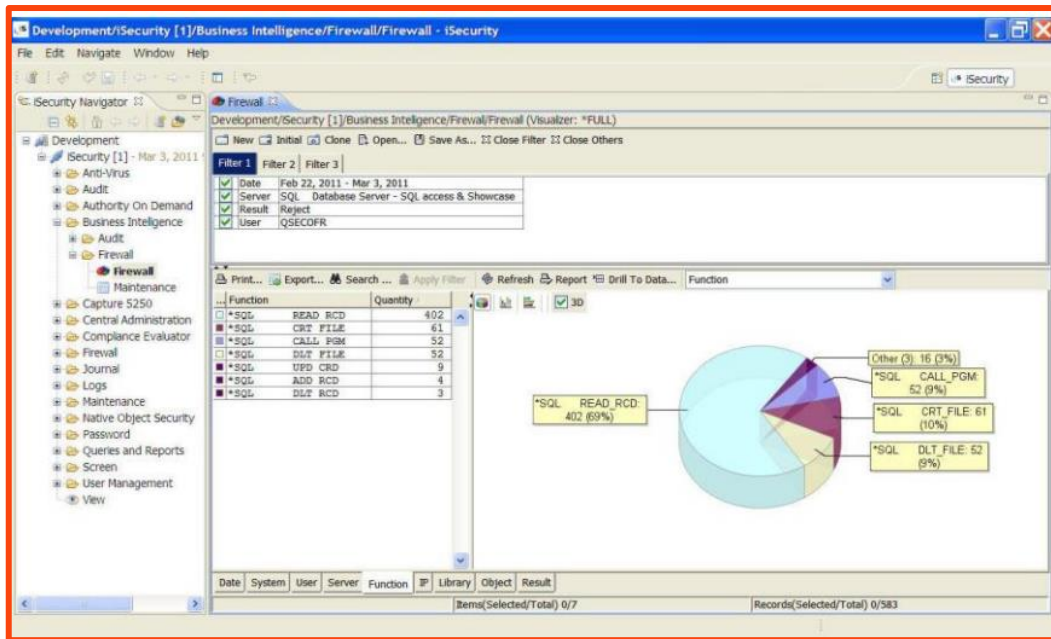 Development/iSecurity [1]/Business Intelligence/Firewall/Firewall - iSecurity
File Edit Navigate Window Help
iSecurity
iSecurity Navigator
Development
iSecurity [1] - Mar 3, 2011
Anti-Virus
Audit
Authority On Demand
Business Inteligence
Audit
Firewall
Firewall
Maintenance
Capture 5250
Central Administration
Compliance Evaluator
Firewall
Journal
Logs
Maintenance
Native Object Security
Password
Queries and Reports
Screen
User Management
View
Firewall
Development/iSecurity [1]/Business Inteligence/Firewall/Firewall (Visualizer: *FULL)
New Initial Clone Open... Save As... Close Filter Close Others
Filter 1 Filter 2 Filter 3
Date Feb 22, 2011 - Mar 3, 2011
Server SQL Database Server - SQL access & Showcase
Result Reject
User QSECOFR
Print... Export... Search ... Apply Filter Refresh Report Drill To Data... Function
... Function Quantity
*SQL READ RCD 402
*SQL CRT FILE 61
*SQL CALL PGM 52
*SQL DLT FILE 52
*SQL UPD CRD 9
*SQL ADD RCD 4
*SQL DLT RCD 3
3D
Other (3): 16 (3%)
*SQL CALL_PGM:
52 (9%)
*SQL READ_RCD:
402 (69%)
*SQL CRT_FILE: 61
(10%)
*SQL DLT_FILE: 52
(9%)
Date System User Server Function IP Library Object Result
Items(Selected/Total) 0/7 Records(Selected/Total) 0/583